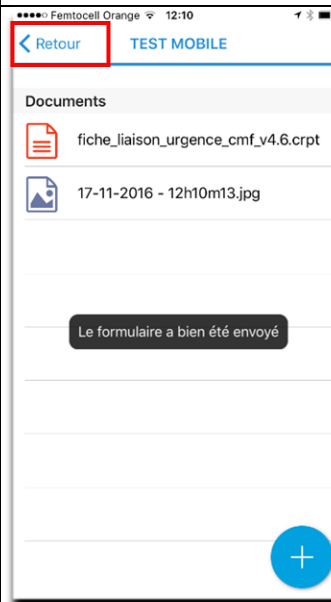 Femtocell Orange 12:10
Retour TEST MOBILE
Documents
fiche_liaison_urgence_cmf_v4.6.crpt
17-11-2016 - 12h10m13.jpg
Le formulaire a bien été envoyé